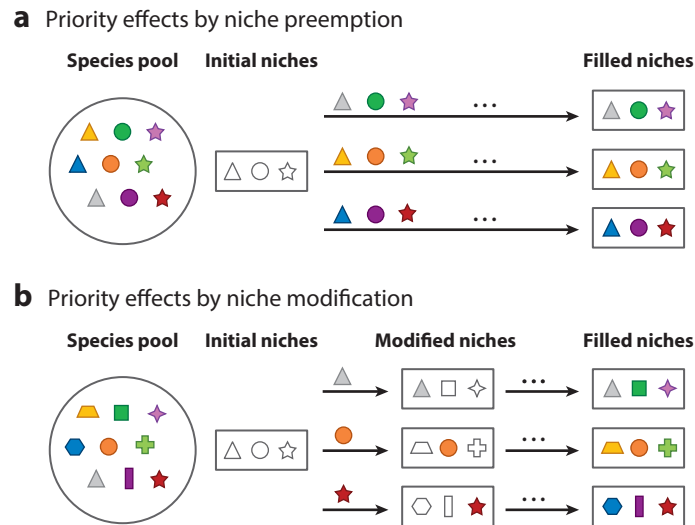 a Priority effects by niche preemption
Species pool Initial niches Filled niches
...
...
...
b Priority effects by niche modification
Species pool Initial niches Modified niches Filled niches
...
...
...